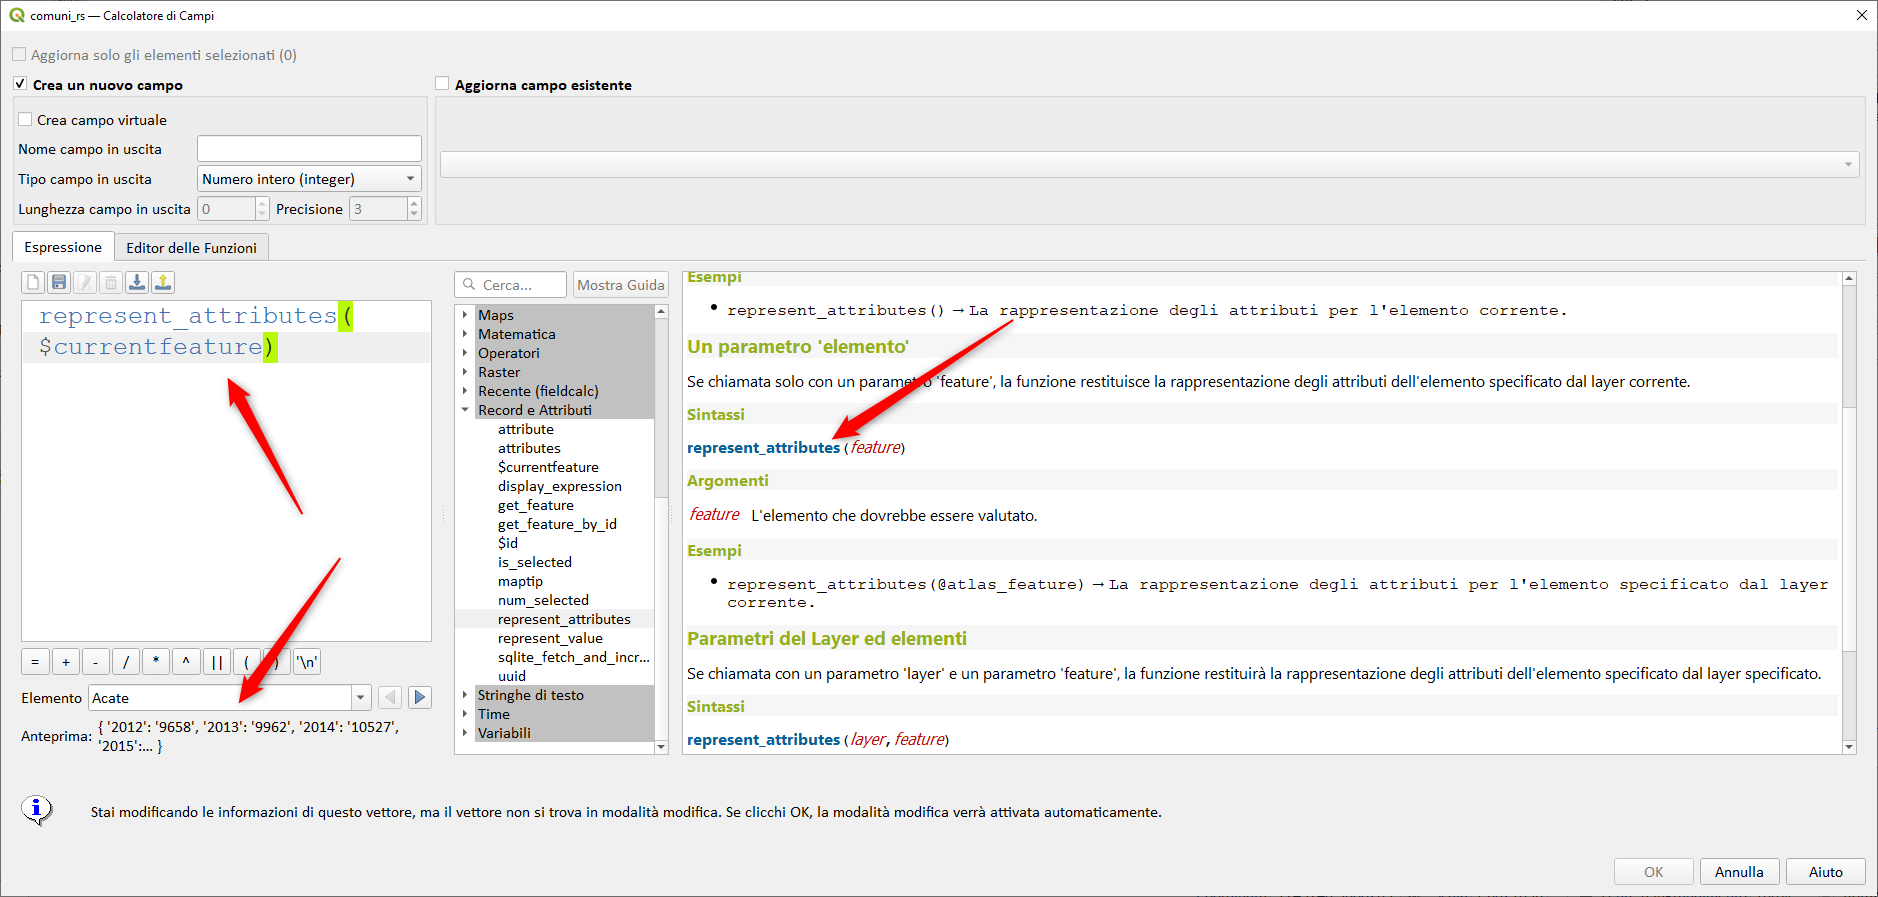 comuni_rs — Calcolatore di Campi
Aggiorna solo gli elementi selezionati (0)
Crea un nuovo campo
Aggiorna campo esistente
Crea campo virtuale
Nome campo in uscita
Tipo campo in uscita
Numero intero (integer)
Lunghezza campo in uscita
0
Precisione
3
Espressione
Editor delle Funzioni
represent_attributes(
$currentfeature)
=
+
-
/
*
^
||
(
)
'\n'
Elemento
Acate
Anteprima:
{ '2012': '9658', '2013': '9962', '2014': '10527',
'2015':... }
Cerca...
Mostra Guida
Maps
Matematica
Operatori
Raster
Recente (fieldcalc)
Record e Attributi
attribute
attributes
$currentfeature
display_expression
get_feature
get_feature_by_id
$id
is_selected
maptip
num_selected
represent_attributes
represent_value
sqlite_fetch_and_incr...
uuid
Stringhe di testo
Time
Variabili
Esempi
• represent_attributes() → La rappresentazione degli attributi per l'elemento corrente.
Un parametro 'elemento'
Se chiamata solo con un parametro 'feature', la funzione restituisce la rappresentazione degli attributi dell'elemento specificato dal layer corrente.
Sintassi
represent_attributes(feature)
Argomenti
feature L'elemento che dovrebbe essere valutato.
Esempi
• represent_attributes(@atlas_feature) → La rappresentazione degli attributi per l'elemento specificato dal layer
corrente.
Parametri del Layer ed elementi
Se chiamata con un parametro 'layer' e un parametro 'feature', la funzione restituirà la rappresentazione degli attributi dell'elemento specificato dal layer specificato.
Sintassi
represent_attributes(layer, feature)
Stai modificando le informazioni di questo vettore, ma il vettore non si trova in modalità modifica. Se clicchi OK, la modalità modifica verrà attivata automaticamente.
OK
Annulla
Aiuto